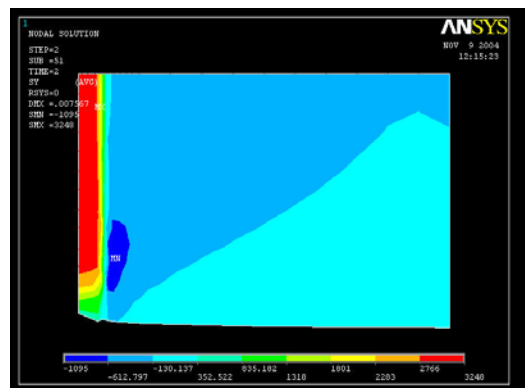 1
NODAL SOLUTION
ANSYS
NOV 9 2004
12:15:23
STEP=2
SUB =51
TIME=2
SY (AVG)
RSYS=0
DMX =.007567
SMN =-1095
SMX =3248
MX
MN
-1095 -130.137 835.182 1801 2766
-612.797 352.522 1318 2283 3248